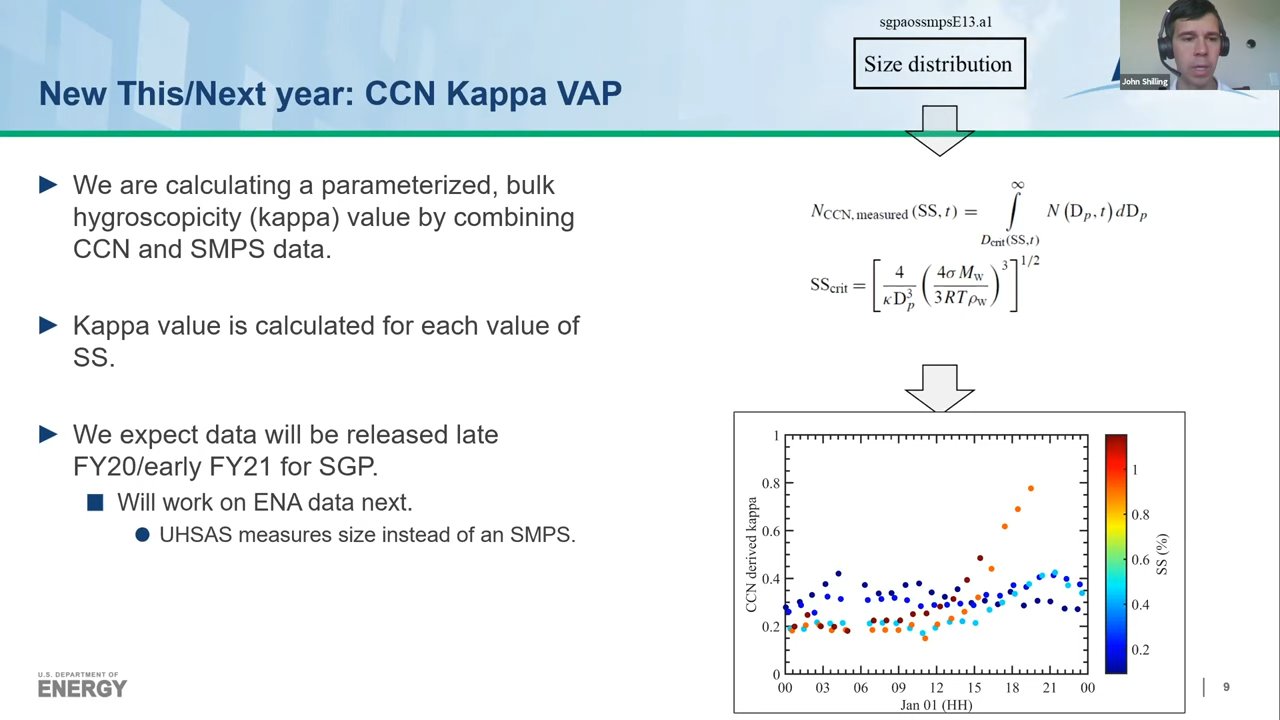 sgpaossmpsE13.a1
Size distribution
John Shilling
New This/Next year: CCN Kappa VAP
► We are calculating a parameterized, bulk
hygroscopicity (kappa) value by combining
CCN and SMPS data.
► Kappa value is calculated for each value of
SS.
► We expect data will be released late
FY20/early FY21 for SGP.
■ Will work on ENA data next.
● UHSAS measures size instead of an SMPS.
N_CCN, measured (SS, t) = ∫_{D_cnt(SS,t)}^∞ N (D_p, t) dD_p
SS_crit = [ 4/(κD_p^3) ( 4σ M_w / 3RTρ_w )^3 ]^1/2
CCN derived kappa
1
0.8
0.6
0.4
0.2
0
00 03 06 09 12 15 18 21 00
Jan 01 (HH)
1
0.8
0.6
0.4
0.2
SS (%)
U.S. DEPARTMENT OF
ENERGY
9